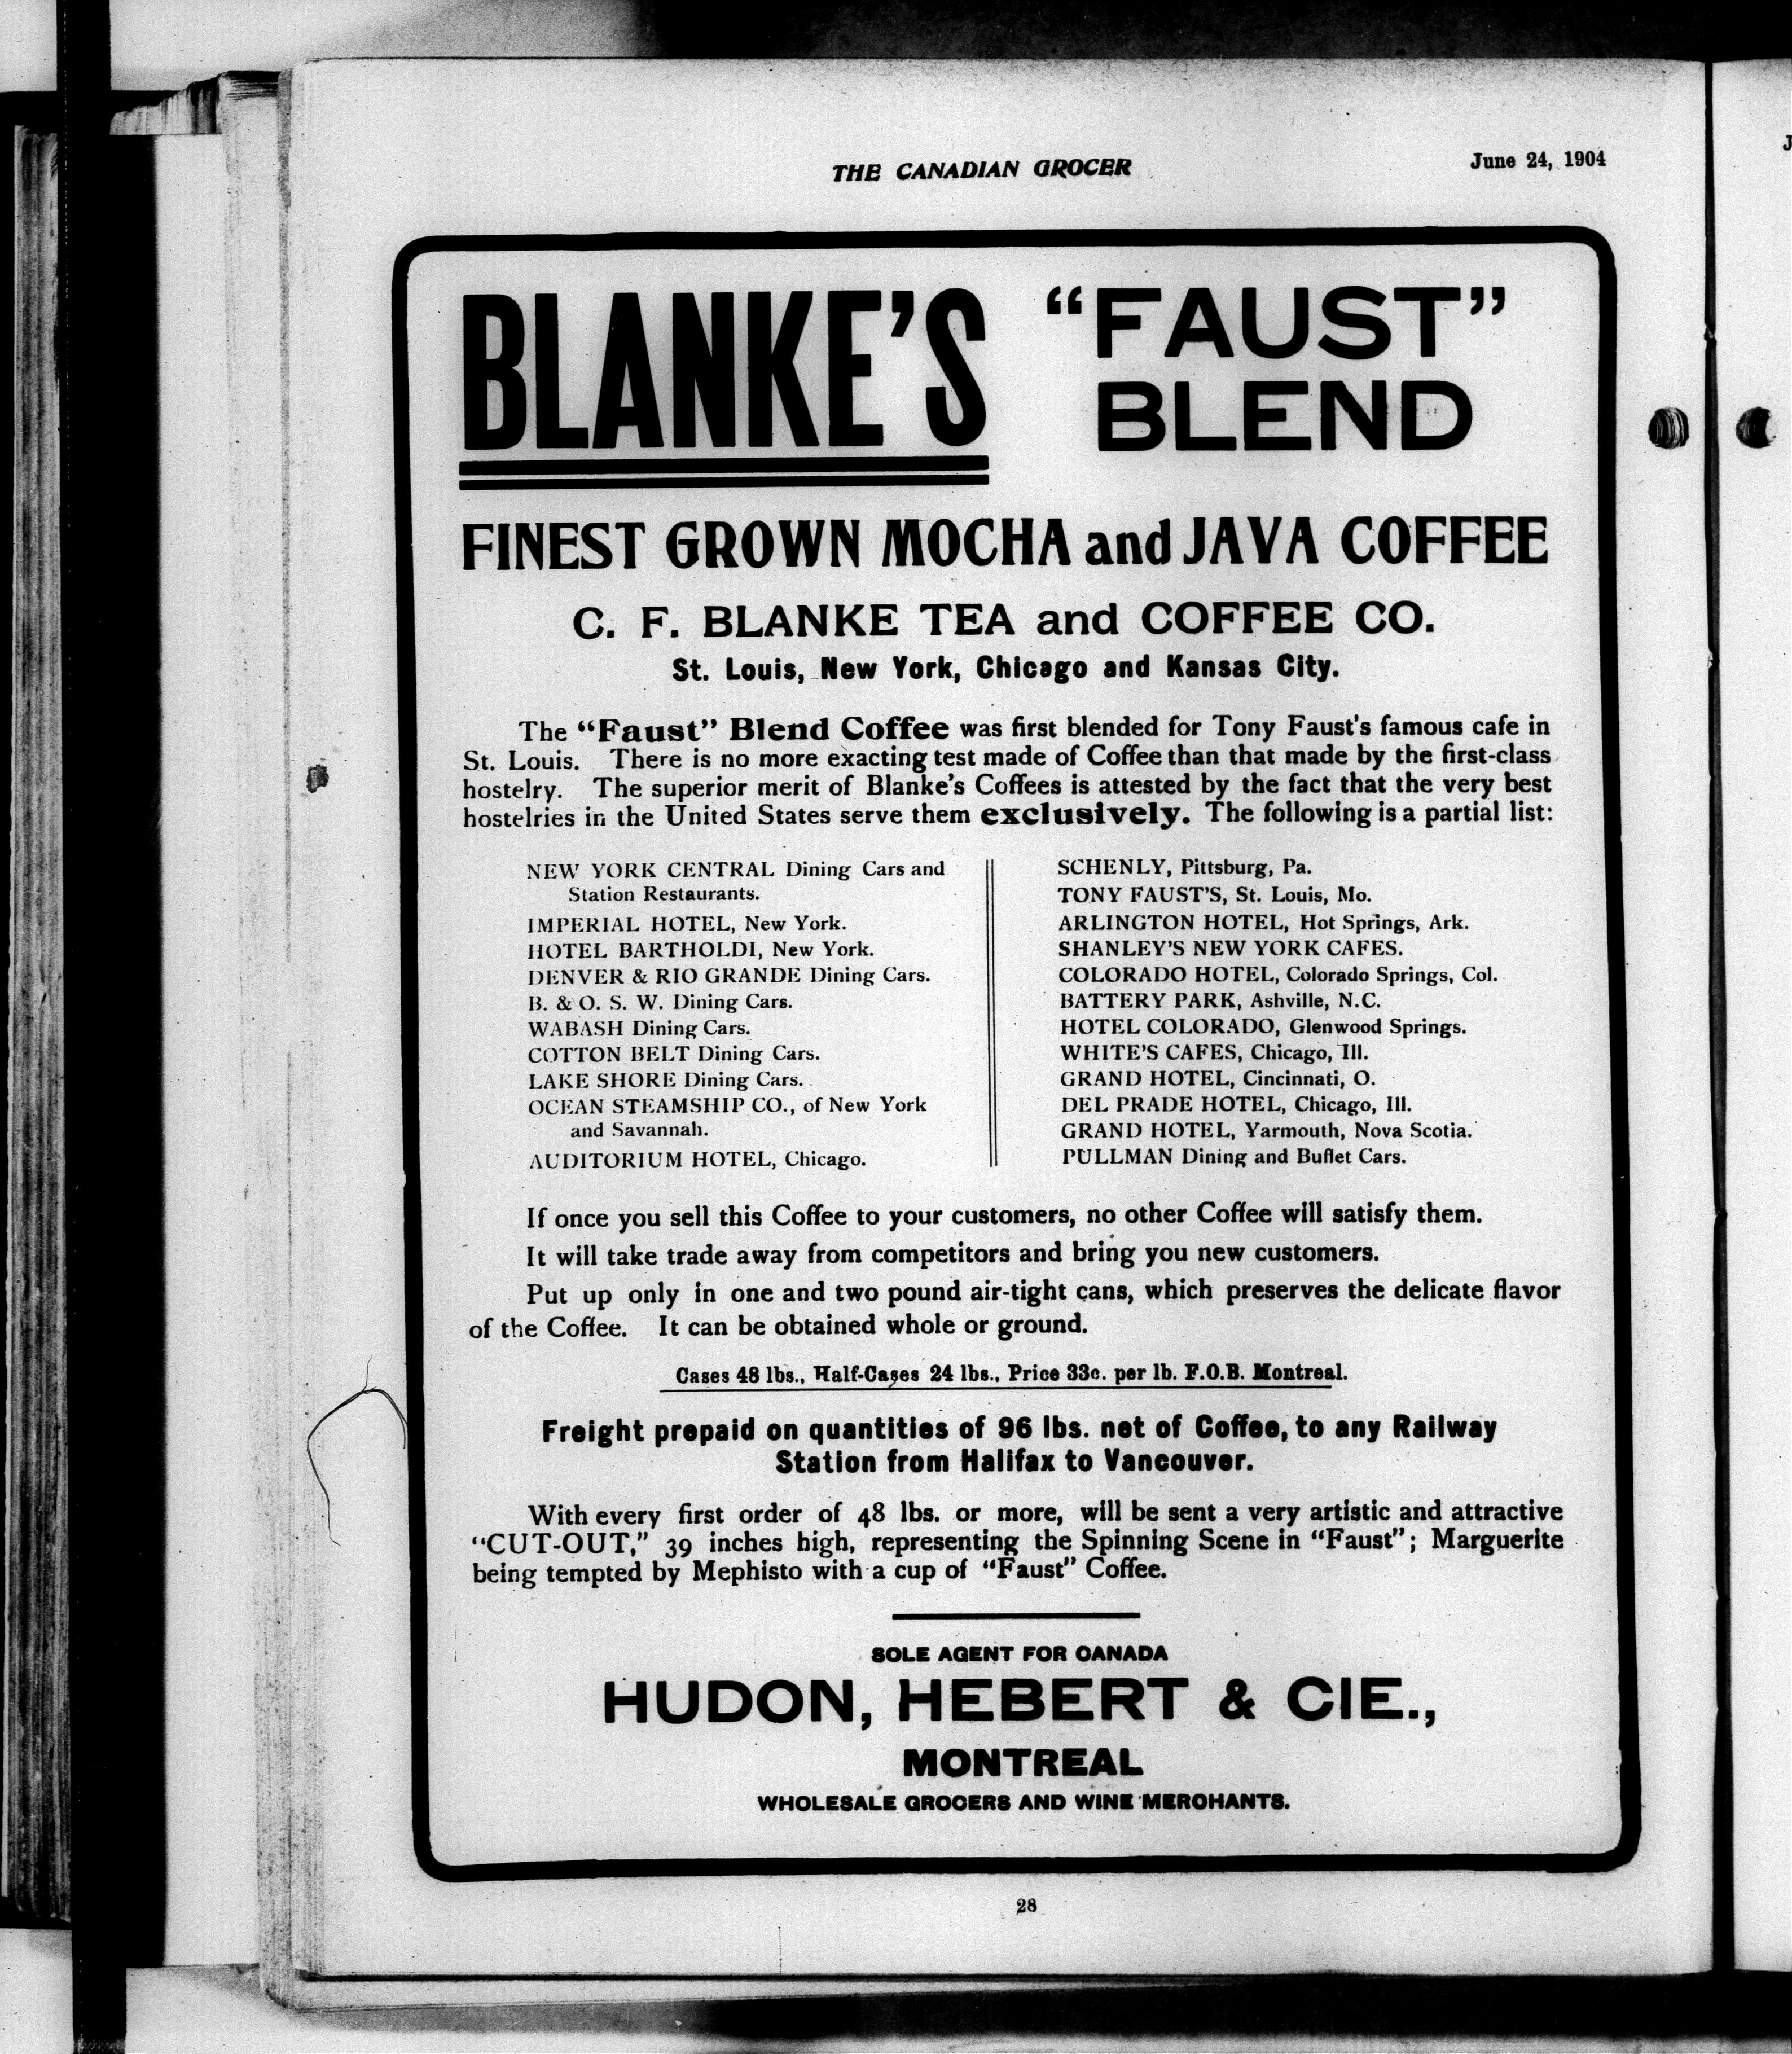 THE CANADIAN GROCER
June 24, 1904
BLANKE'S
"FAUST"
BLEND
FINEST GROWN MOCHA and JAVA COFFEE
C. F. BLANKE TEA and COFFEE CO.
St. Louis, New York, Chicago and Kansas City.
The "Faust" Blend Coffee was first blended for Tony Faust's famous cafe in
St. Louis. There is no more exacting test made of Coffee than that made by the first-class
hostelry. The superior merit of Blanke's Coffees is attested by the fact that the very best
hostelries in the United States serve them exclusively. The following is a partial list:
NEW YORK CENTRAL Dining Cars and
Station Restaurants.
IMPERIAL HOTEL, New York.
HOTEL BARTHOLDI, New York.
DENVER & RIO GRANDE Dining Cars.
B. & O. S. W. Dining Cars.
WABASH Dining Cars.
COTTON BELT Dining Cars.
LAKE SHORE Dining Cars.
OCEAN STEAMSHIP CO., of New York
and Savannah.
AUDITORIUM HOTEL, Chicago.
SCHENLY, Pittsburg, Pa.
TONY FAUST'S, St. Louis, Mo.
ARLINGTON HOTEL, Hot Springs, Ark.
SHANLEY'S NEW YORK CAFES.
COLORADO HOTEL, Colorado Springs, Col.
BATTERY PARK, Ashville, N.C.
HOTEL COLORADO, Glenwood Springs.
WHITE'S CAFES, Chicago, Ill.
GRAND HOTEL, Cincinnati, O.
DEL PRADE HOTEL, Chicago, Ill.
GRAND HOTEL, Yarmouth, Nova Scotia.
PULLMAN Dining and Buffet Cars.
If once you sell this Coffee to your customers, no other Coffee will satisfy them.
It will take trade away from competitors and bring you new customers.
Put up only in one and two pound air-tight cans, which preserves the delicate flavor
of the Coffee. It can be obtained whole or ground.
Cases 48 lbs., Half-Cases 24 lbs., Price 33c. per lb. F.O.B. Montreal.
Freight prepaid on quantities of 96 lbs. net of Coffee, to any Railway
Station from Halifax to Vancouver.
With every first order of 48 lbs. or more, will be sent a very artistic and attractive
"CUT-OUT," 39 inches high, representing the Spinning Scene in "Faust"; Marguerite
being tempted by Mephisto with a cup of "Faust" Coffee.
SOLE AGENT FOR CANADA
HUDON, HEBERT & CIE.,
MONTREAL
WHOLESALE GROCERS AND WINE MERCHANTS.
28